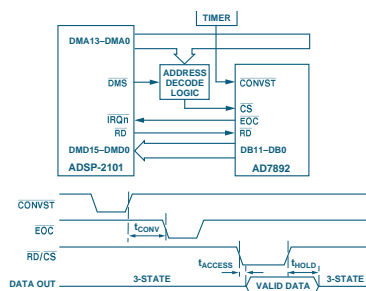 TIMER
DMA13–DMA0
ADDRESS
DECODE
LOGIC
DMS
CONVST
CS
IRQn
EOC
RD
RD
DMD15–DMD0
DB11–DB0
ADSP-2101
AD7892
CONVST
tCONV
EOC
RD/CS
tACCESS
tHOLD
DATA OUT
3-STATE
VALID DATA
3-STATE